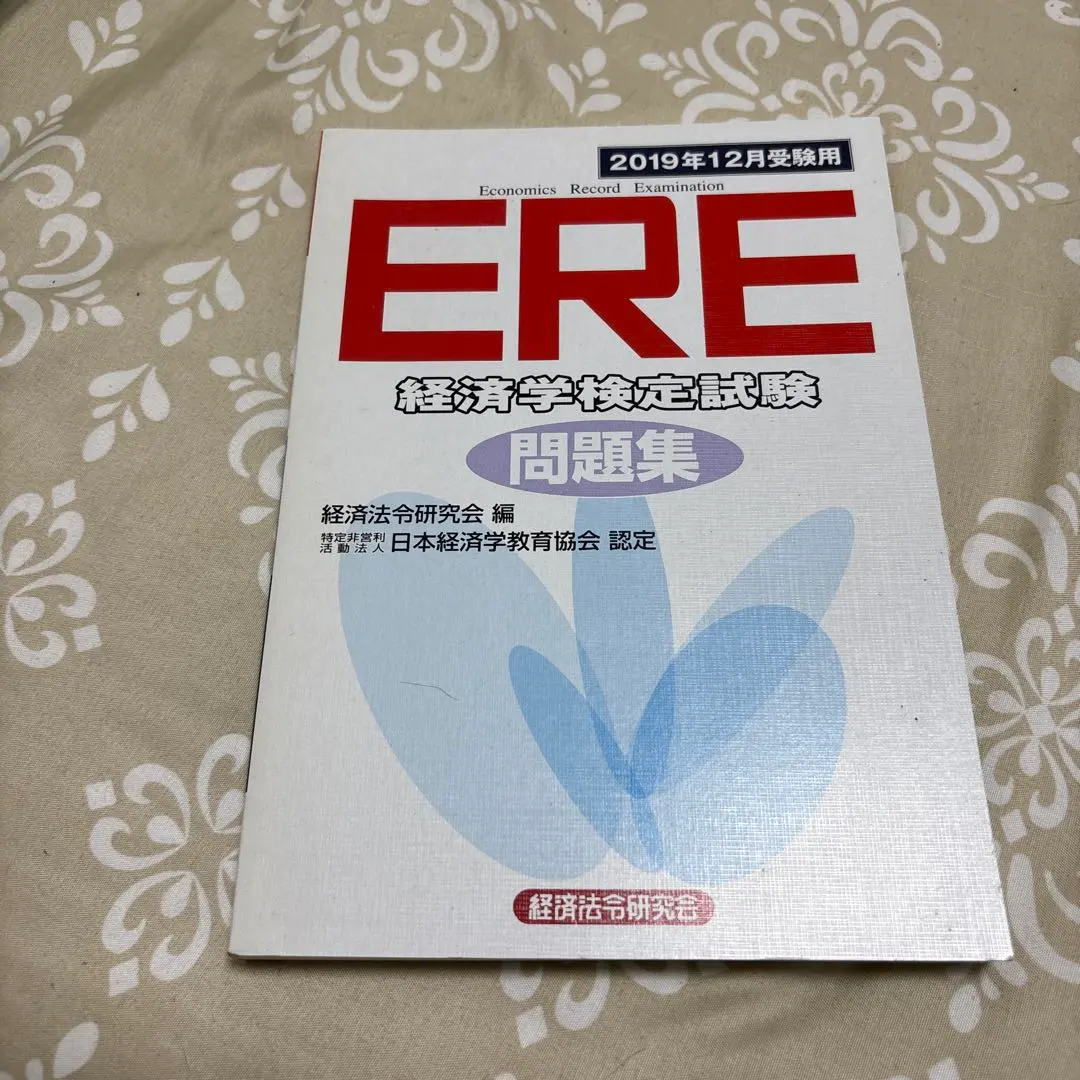 2019年12月受験用
Economics Record Examination
ERE
経済学検定試験
問題集
経済法令研究会 編
特定非営利活動法人 日本経済学教育協会 認定
経済法令研究会